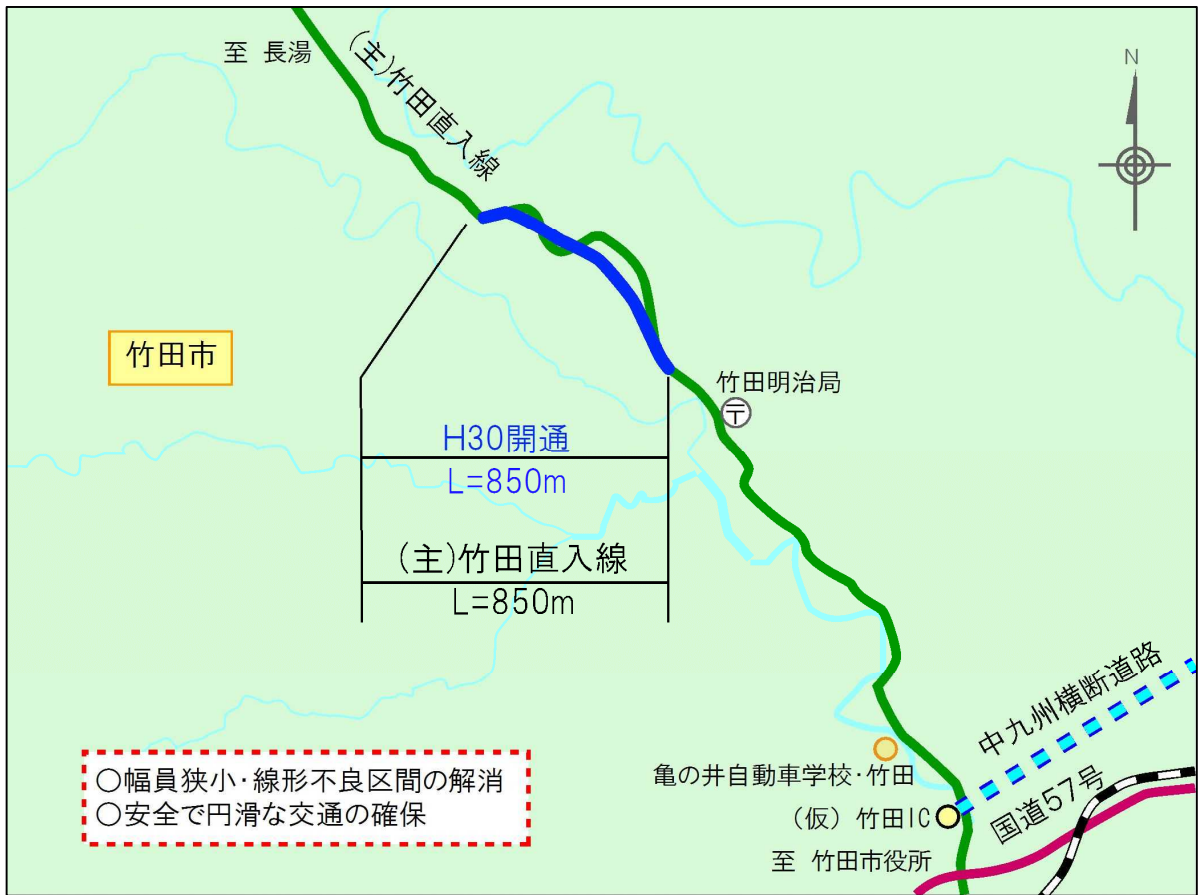 至 長湯
(主)竹田直入線
N
竹田市
竹田明治局
〒
H30開通
L=850m
(主)竹田直入線
L=850m
中九州横断道路
亀の井自動車学校・竹田
(仮) 竹田IC
国道57号
至 竹田市役所
○幅員狭小・線形不良区間の解消
○安全で円滑な交通の確保